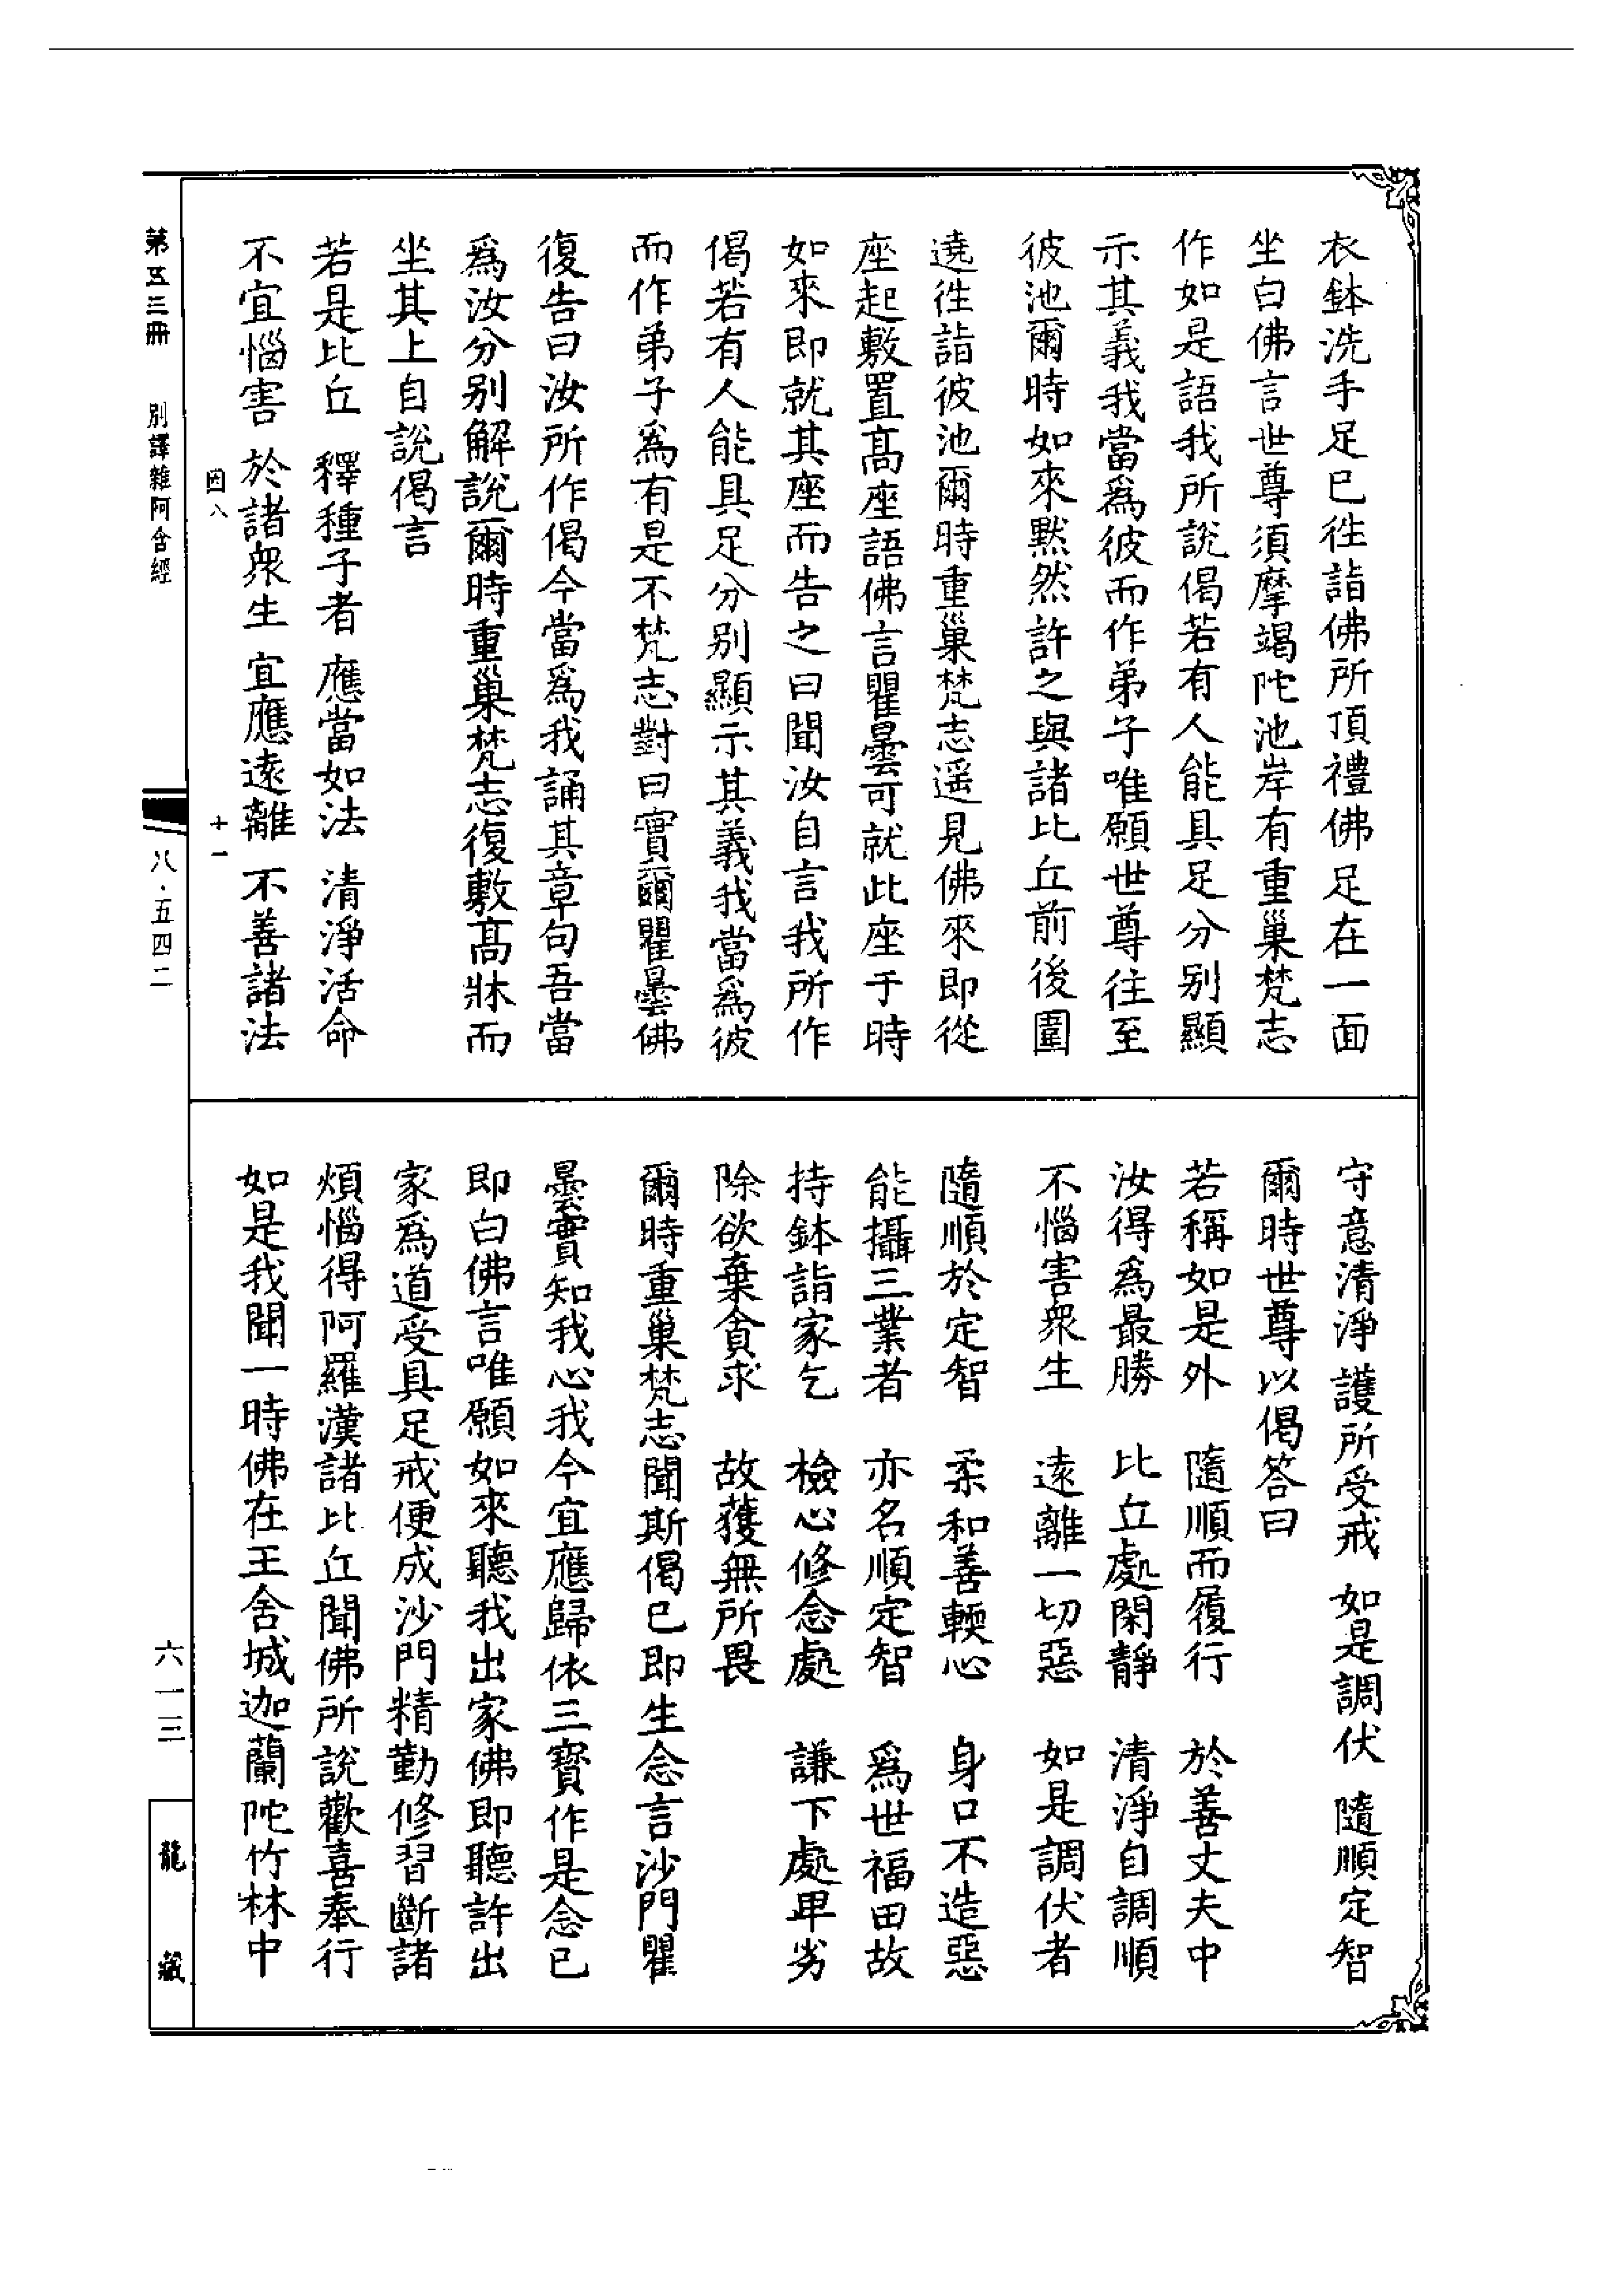 衣鉢洗手足已徃詣佛所頂禮佛足在一面
坐白佛言世尊須摩竭陀池岸有重巢梵志
作如是語我所說偈若有人能具足分別顯
示其義我當爲彼而作弟子唯願世尊往至
彼池爾時如來默然許之與諸比丘前後圍
遶徃詣彼池爾時重巢梵志遥見佛來即從
座起敷置髙座語佛言瞿曇可就此座于時
如來即就其座而告之曰聞汝自言我所作
偈若有人能具足分別顯示其義我當爲彼
而作弟子爲有是不梵志對曰實爾瞿曇佛
復告曰汝所作偈今當爲我誦其章句吾當
爲汝分別解說爾時重巢梵志復敷髙牀而
坐其上自說偈言
若是比丘 釋種子者 應當如法 清淨活命
不宜惱害 於諸衆生 宜應遠離 不善諸法
守意清淨 護所受戒 如是調伏 隨順定智
爾時世尊以偈答曰
若稱如是外 隨順而履行 於善丈夫中
汝得爲最勝 比丘處閑靜 清淨自調順
不惱害衆生 遠離一切惡 如是調伏者
隨順於定智 柔和善輭心 身口不造惡
能攝三業者 亦名順定智 爲世福田故
持鉢詣家乞 檢心修念處 謙下處卑劣
除欲棄貪求 故獲無所畏
爾時重巢梵志聞斯偈已即生念言沙門瞿
曇實知我心我今宜應歸依三寳作是念已
即白佛言唯願如來聽我出家佛即聽許出
家爲道受具足戒便成沙門精勤修習斷諸
煩惱得阿羅漢諸比丘聞佛所說歡喜奉行
如是我聞一時佛在王舍城迦蘭陀竹林中
因八 十一
第五三冊 別譯雜阿含經 八·五四二 六一三 龍藏